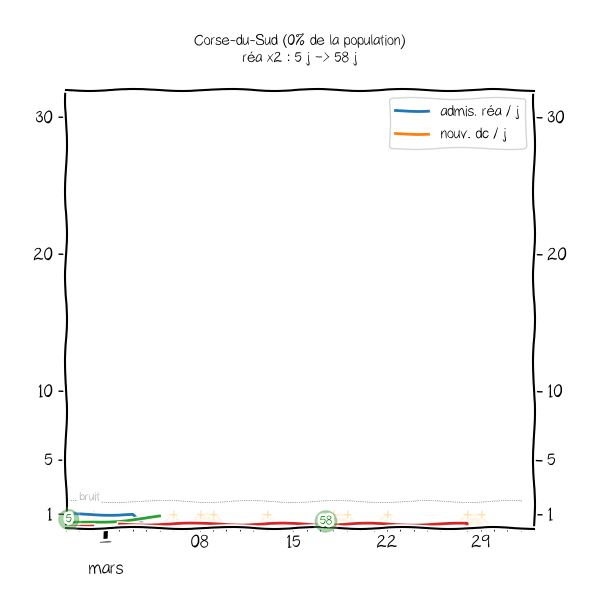 Corse-du-Sud (0% de la population)
réa x2 : 5 j -> 58 j
admis. réa / j
nouv. dc / j
30
30
20
20
10
10
5
5
bruit
1
1
5
58
08
15
22
29
mars